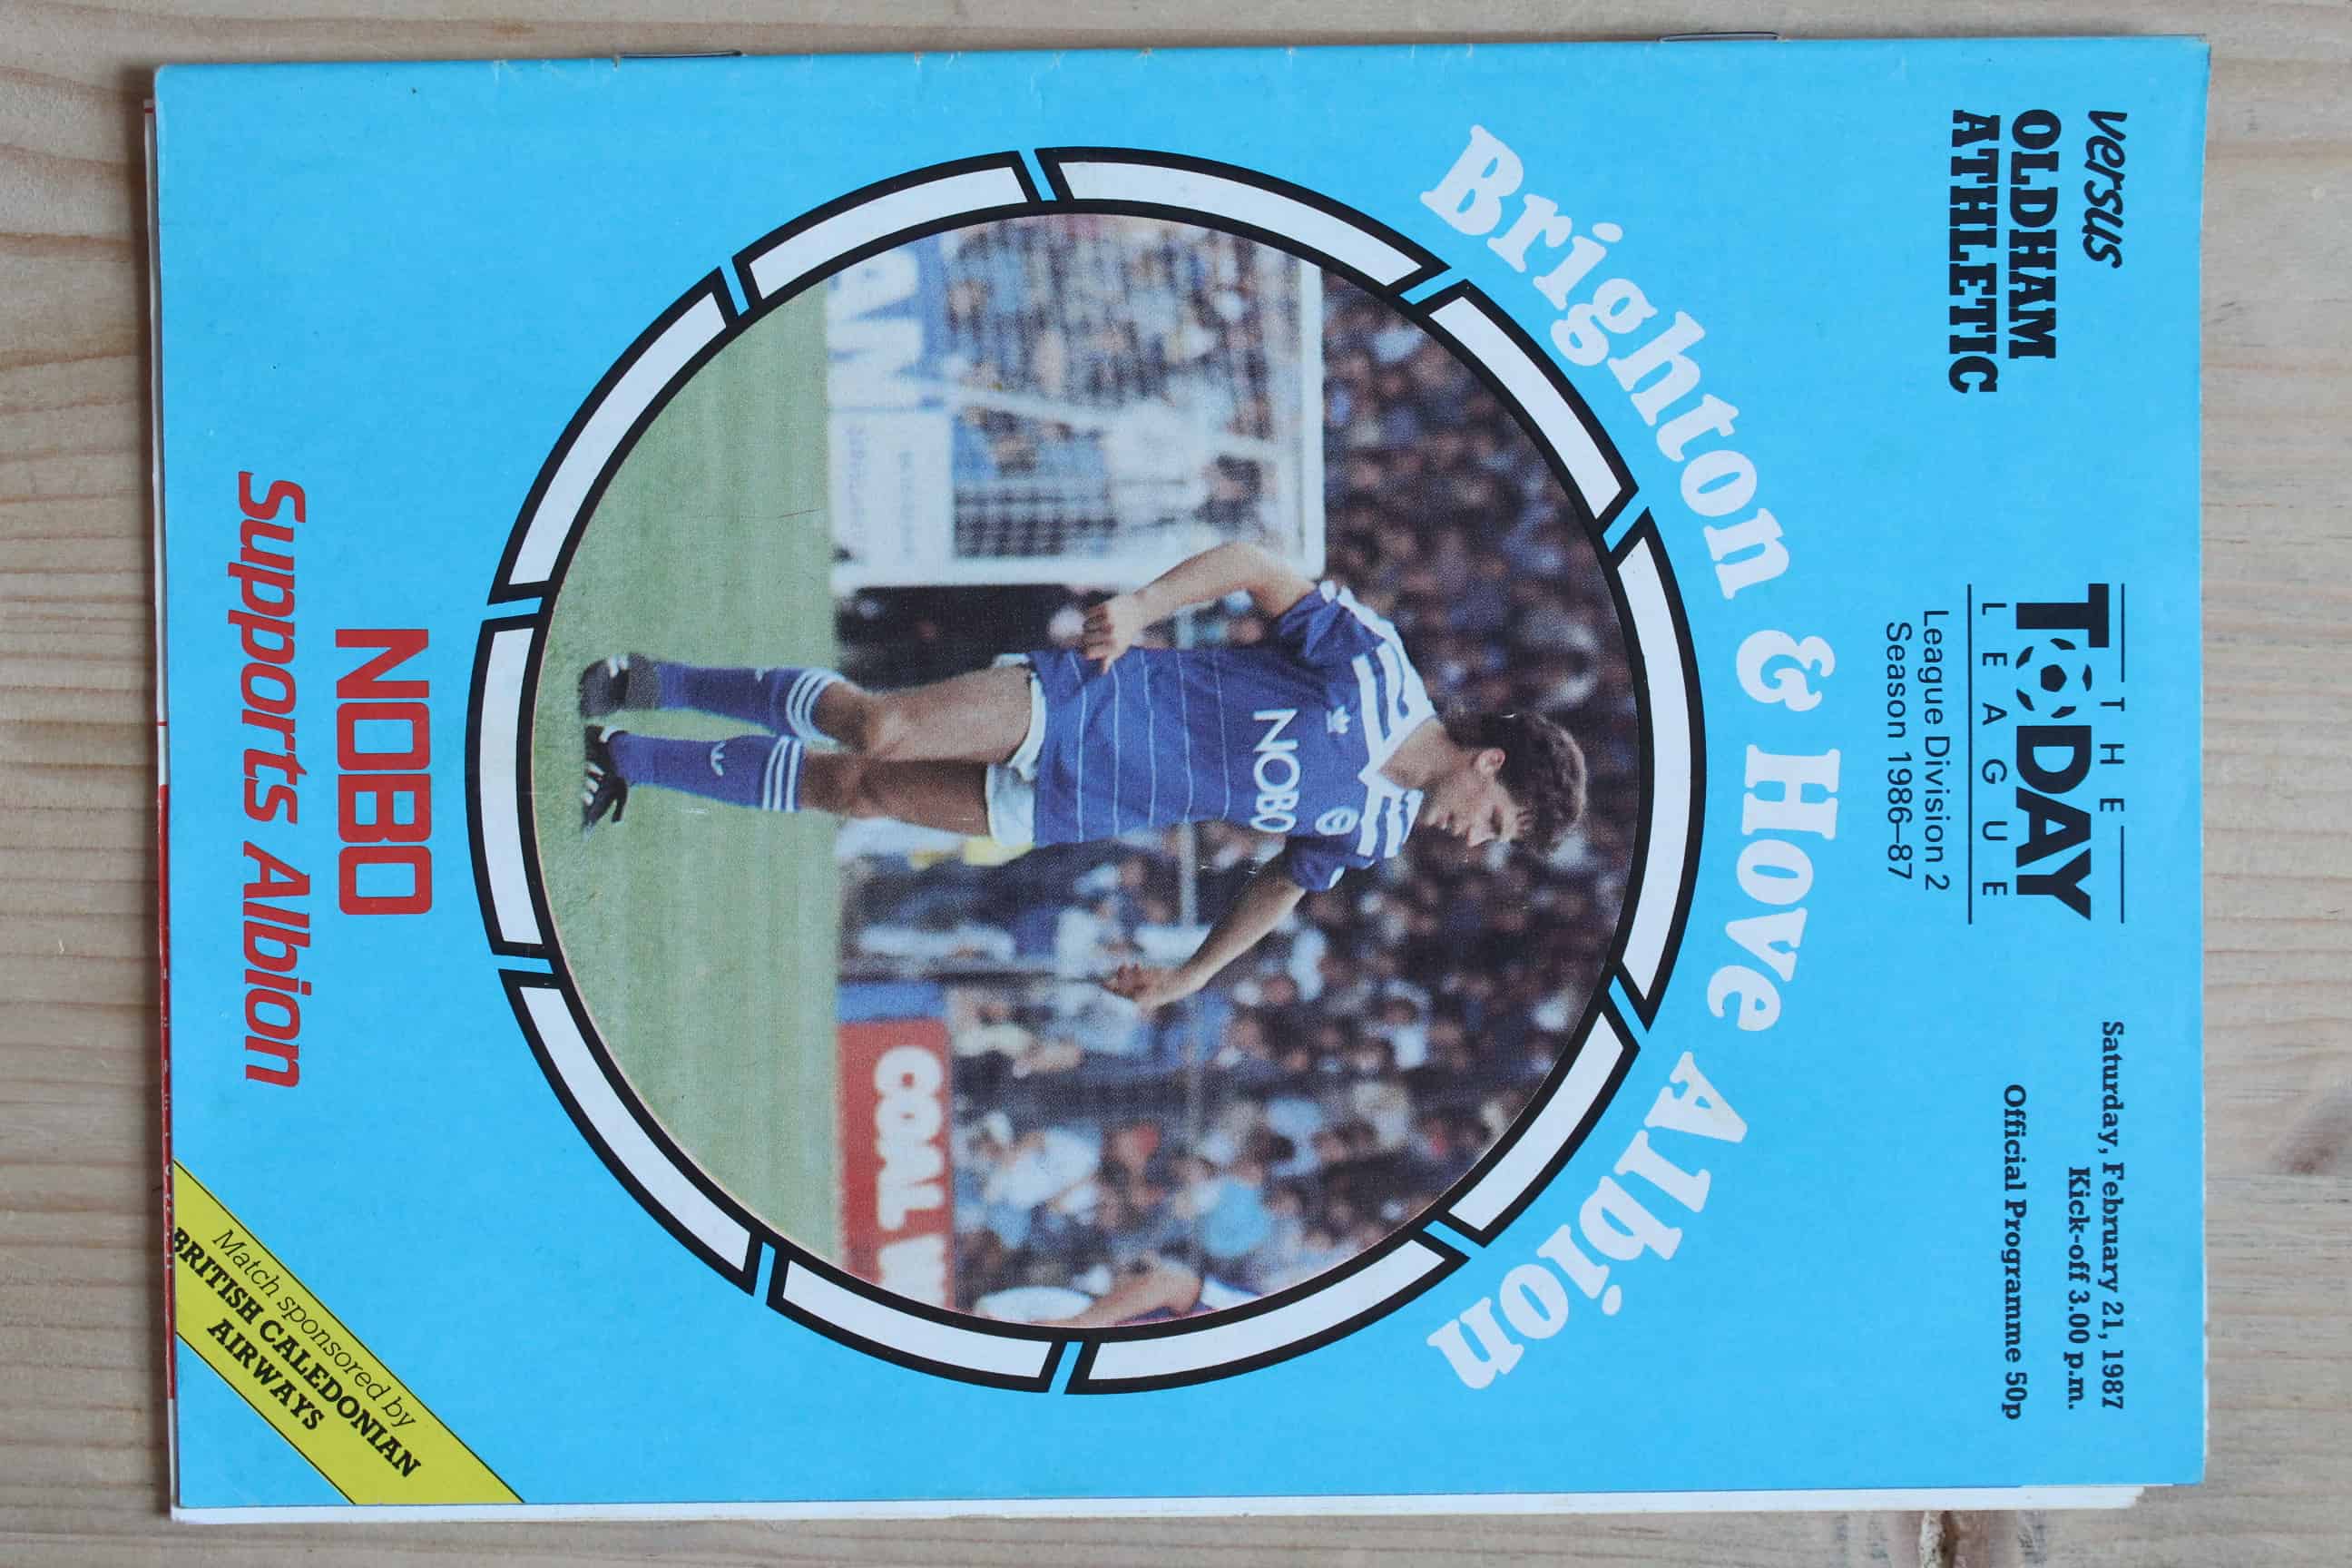 versus
OLDHAM
ATHLETIC
THE
TODAY
LEAGUE
League Division 2
Season 1986–87
Saturday, February 21, 1987
Kick-off 3.00 p.m.
Official Programme 50p
Brighton & Hove Albion
NOBO
COAL
NOBO
Supports Albion
Match sponsored by
BRITISH CALEDONIAN
AIRWAYS